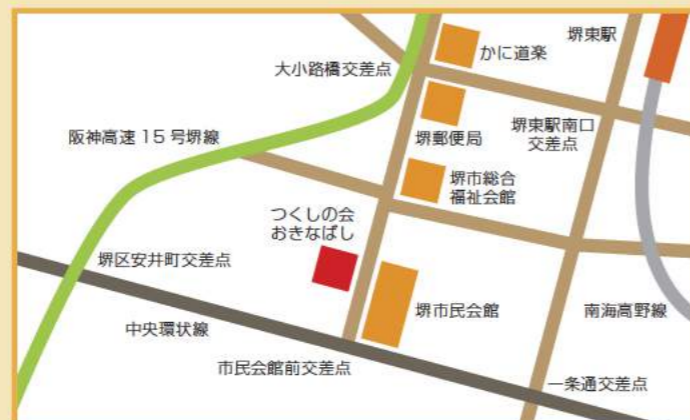 堺東駅
かに道楽
大小路橋交差点
阪神高速 15 号堺線
堺郵便局
堺東駅南口
交差点
堺市総合
福祉会館
つくしの会
おきなばし
堺区安井町交差点
堺市民会館
南海高野線
中央環状線
市民会館前交差点
一条通交差点